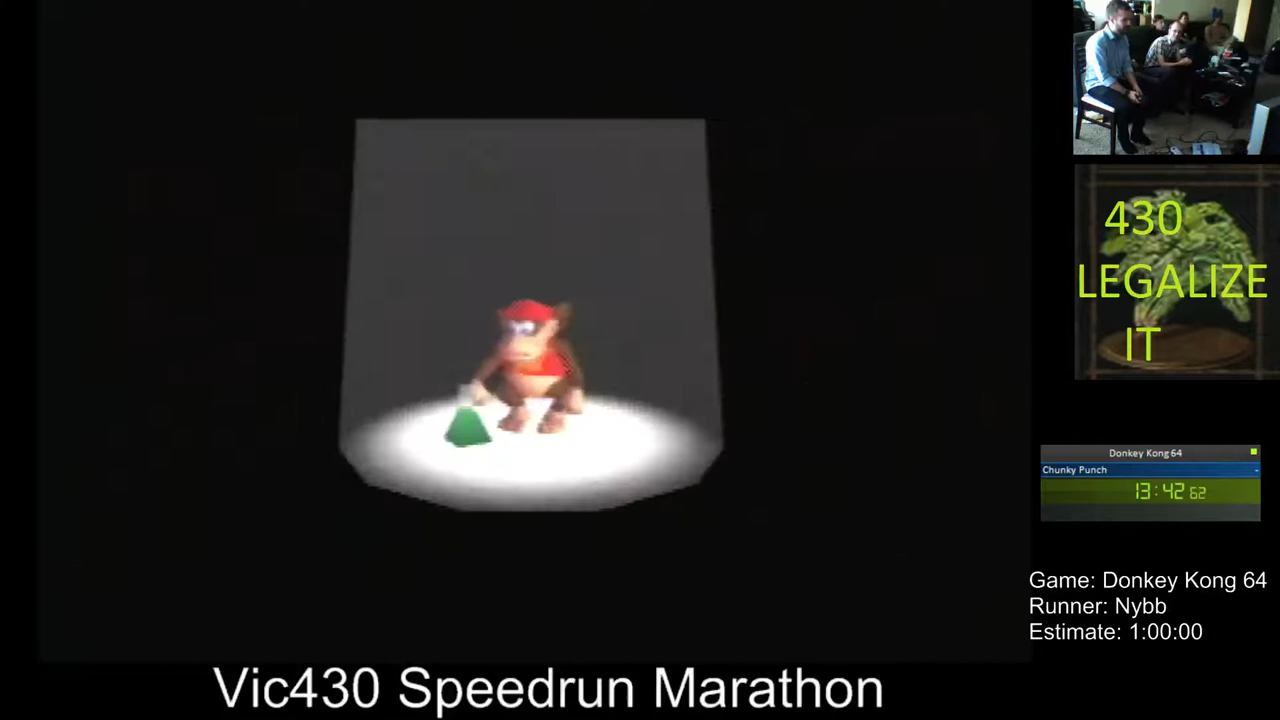 430
LEGALIZE
IT
Donkey Kong 64
Chunky Punch -
13:42 62
Game: Donkey Kong 64
Runner: Nybb
Estimate: 1:00:00
Vic430 Speedrun Marathon